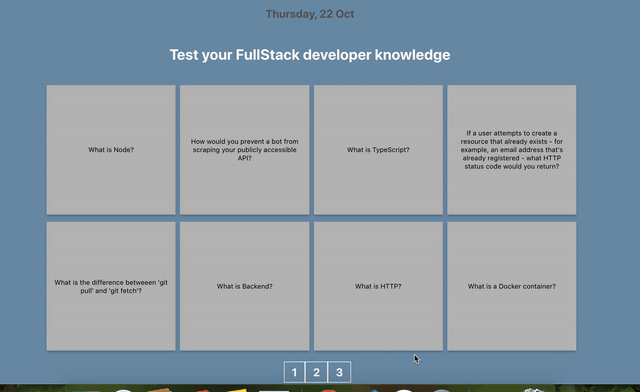 Thursday, 22 Oct
Test your FullStack developer knowledge
What is Node?
How would you prevent a bot from
scraping your publicly accessible
API?
What is TypeScript?
If a user attempts to create a
resource that already exists - for
example, an email address that's
already registered - what HTTP
status code would you return?
What is the difference betweeen 'git
pull' and 'git fetch'?
What is Backend?
What is HTTP?
What is a Docker container?
1 2 3